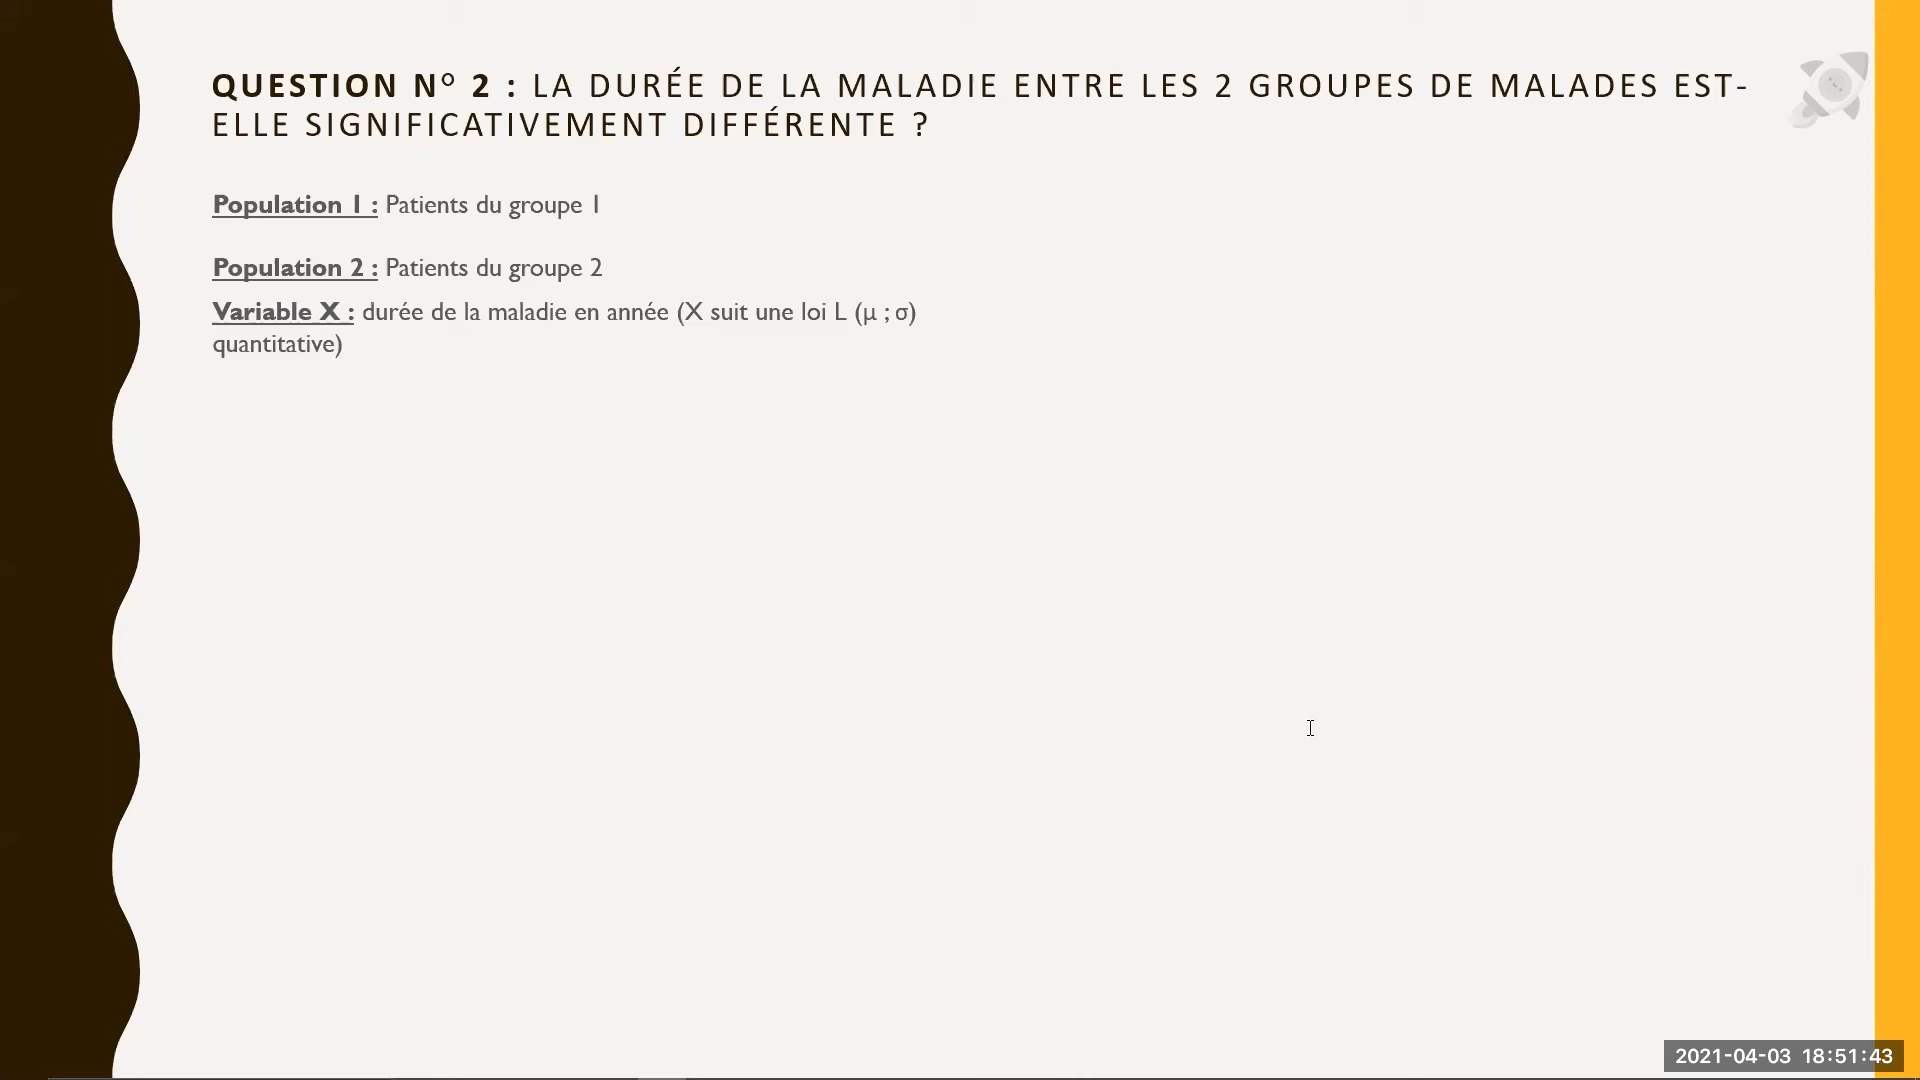 QUESTION N° 2 : LA DURÉE DE LA MALADIE ENTRE LES 2 GROUPES DE MALADES EST-
ELLE SIGNIFICATIVEMENT DIFFÉRENTE ?
Population 1 : Patients du groupe 1
Population 2 : Patients du groupe 2
Variable X : durée de la maladie en année (X suit une loi L (μ ; σ)
quantitative)
2021-04-03 18:51:43